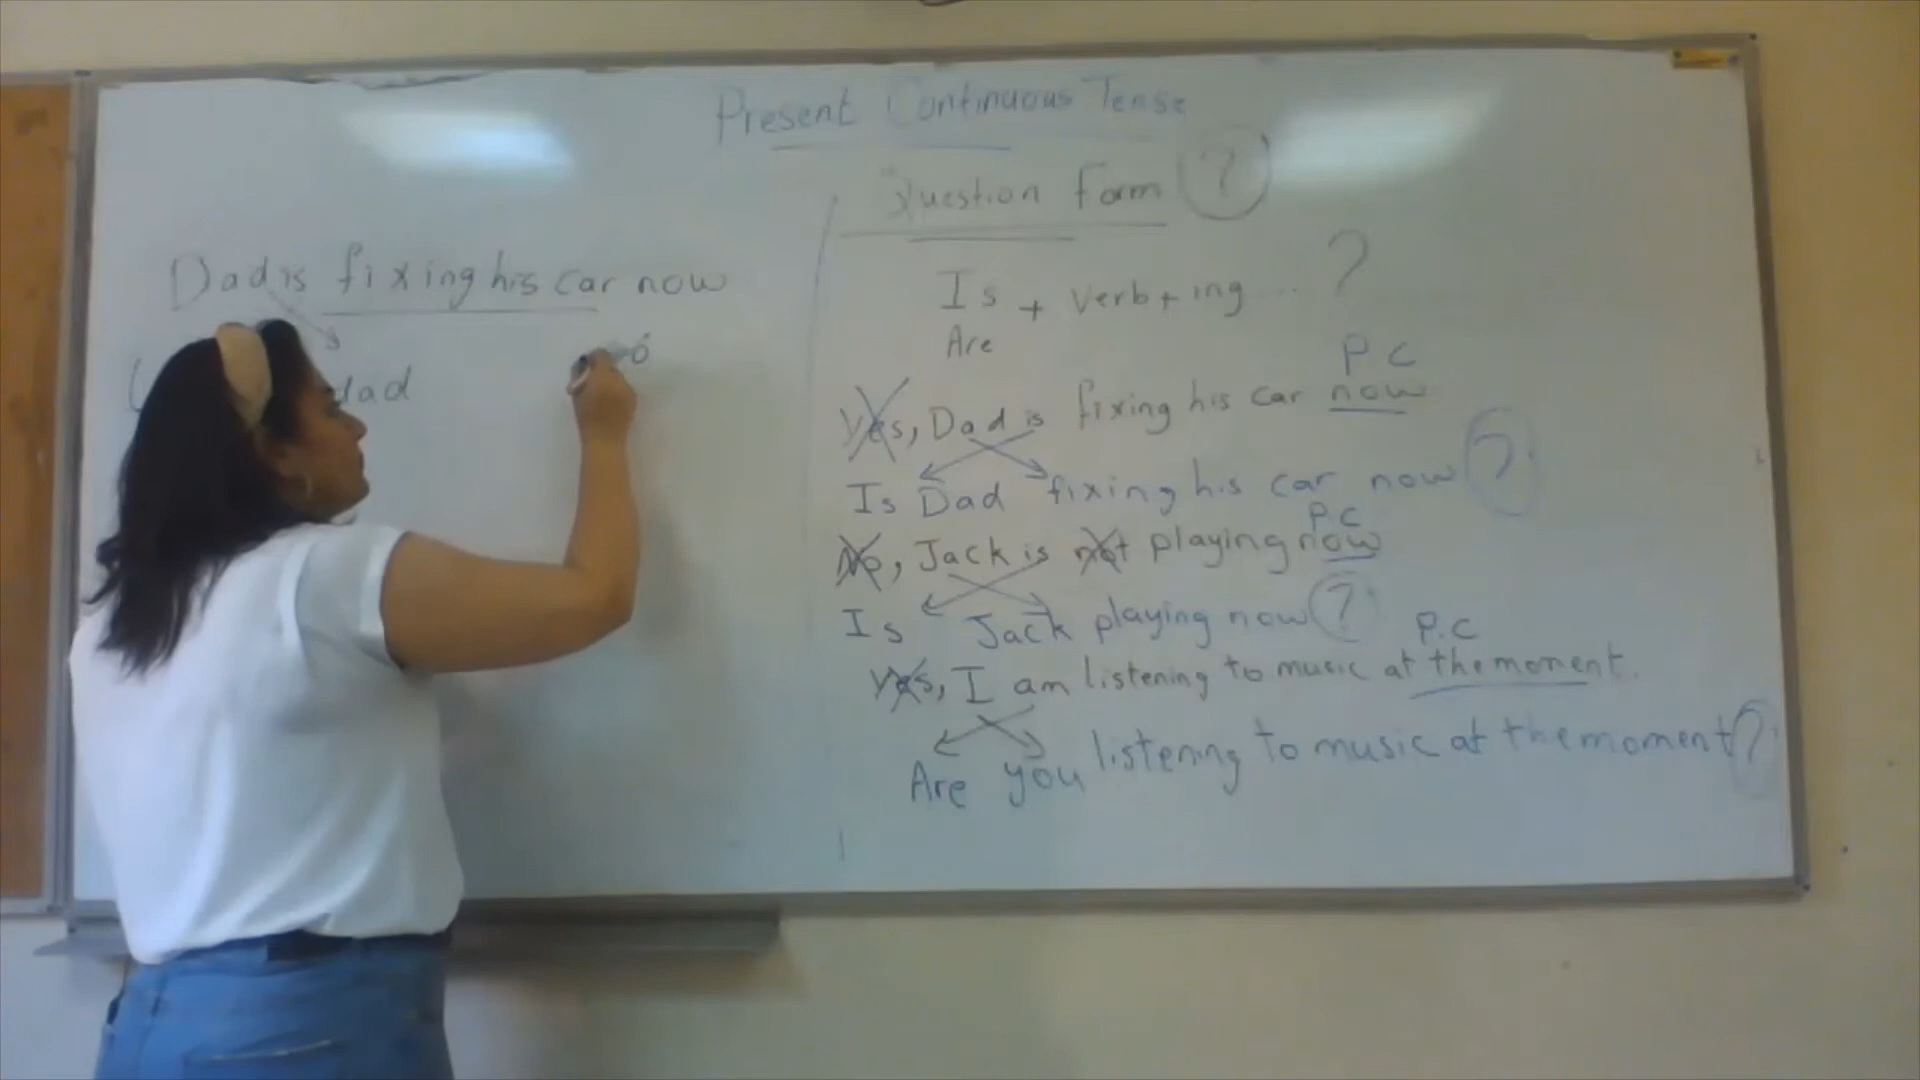 Present Continuous Tense
Question form ?
Dad is fixing his car now
dad
Is + verb + ing ... ?
Are
P C
Yes, Dad is fixing his car now
Is Dad fixing his car now ?
P.C
No, Jack is not playing now
Is Jack playing now ?
P.C
Yes, I am listening to music at the moment.
Are you listening to music at the moment ?